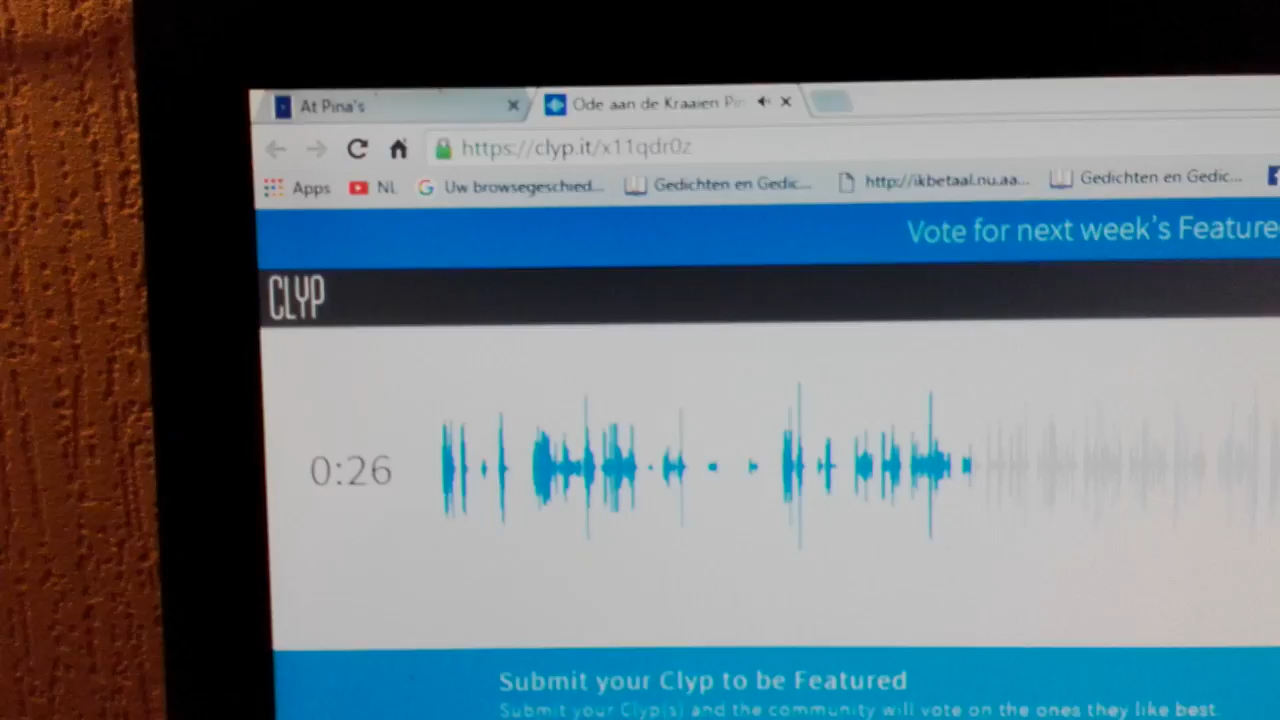 At Pina's
Ode aan de Kraaien
https://clyp.it/x11qdr0z
Apps
NL
Uw browsegeschied...
Gedichten en Gedic...
http://ikbetaal.nu.aa...
Gedichten en Gedic...
Vote for next week's Feature
CLYP
0:26
Submit your Clyp to be Featured
Submit your Clyp(s) and the community will vote on the ones they like best.